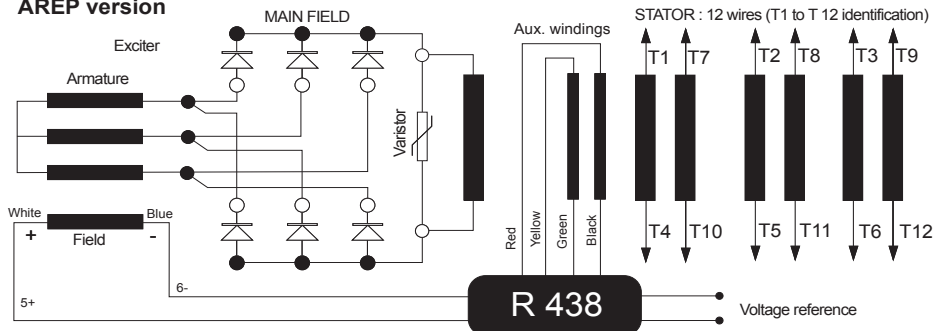 AREP version
MAIN FIELD
STATOR : 12 wires (T1 to T 12 identification)
Exciter
Aux. windings
Armature
T1 T7 T2 T8 T3 T9
Varistor
White
Blue
+ Field -
Red
Yellow
Green
Black
T4 T10 T5 T11 T6 T12
6-
5+
R 438
Voltage reference